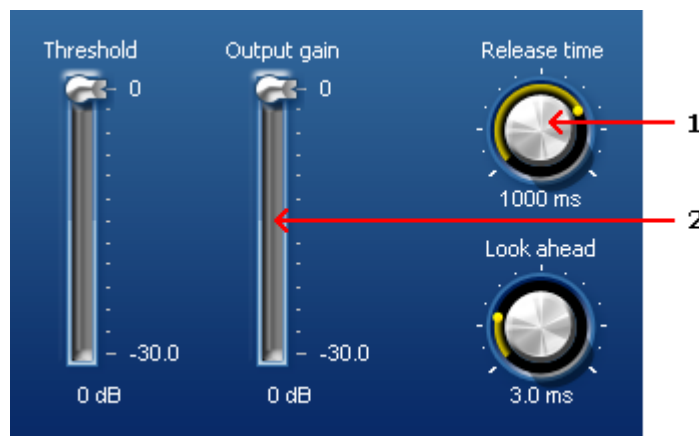 Threshold
Output gain
Release time
0
0
1
1000 ms
2
Look ahead
-30.0
-30.0
0 dB
0 dB
3.0 ms